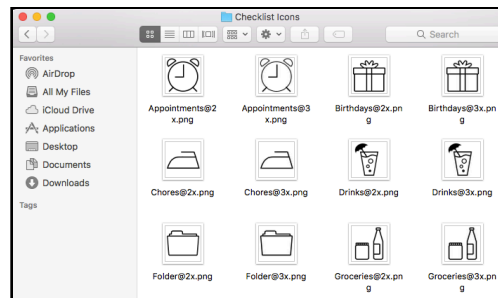 Checklist Icons
Search
Favorites
AirDrop
All My Files
iCloud Drive
Applications
Desktop
Documents
Downloads
Tags
Appointments@2
x.png
Appointments@3
x.png
Birthdays@2x.pn
g
Birthdays@3x.pn
g
Chores@2x.png
Chores@3x.png
Drinks@2x.png
Drinks@3x.png
Folder@2x.png
Folder@3x.png
Groceries@2x.pn
g
Groceries@3x.pn
g